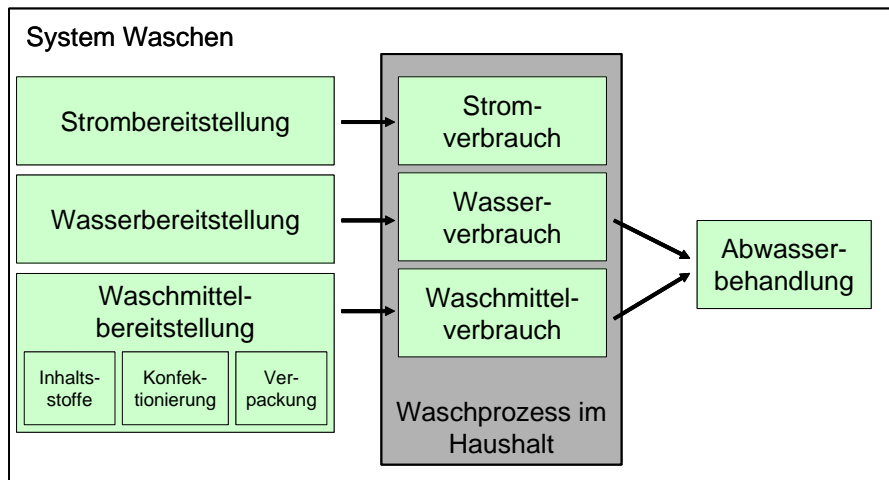 System Waschen
Strombereitstellung
Strom-
verbrauch
Wasserbereitstellung
Wasser-
verbrauch
Abwasser-
behandlung
Waschmittel-
bereitstellung
Waschmittel-
verbrauch
Inhalts-
stoffe
Konfek-
tionierung
Ver-
packung
Waschprozess im
Haushalt